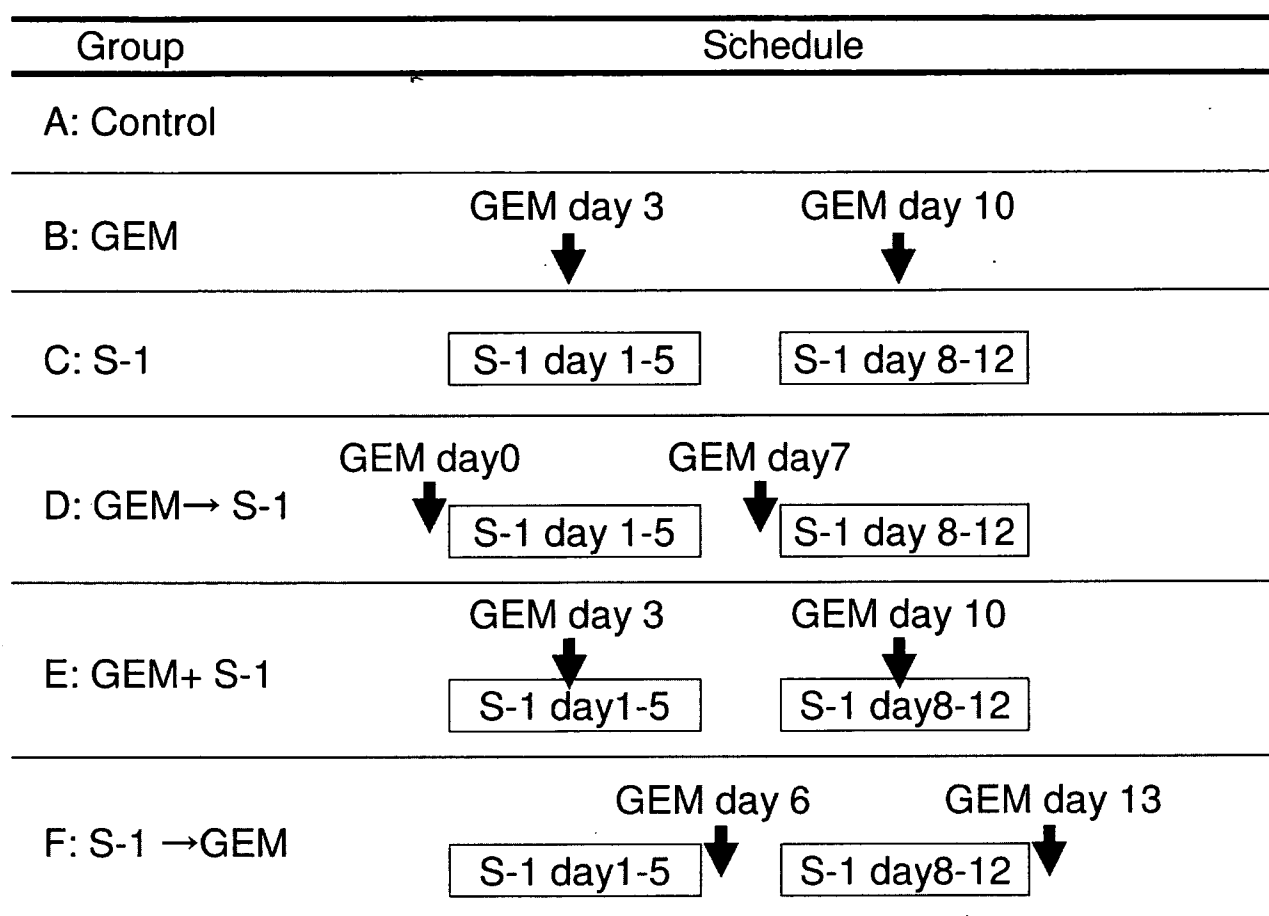 Group Schedule
A: Control
B: GEM
GEM day 3 GEM day 10
C: S-1
S-1 day 1-5 S-1 day 8-12
D: GEM→ S-1
GEM day0 GEM day7
S-1 day 1-5 S-1 day 8-12
E: GEM+ S-1
GEM day 3 GEM day 10
S-1 day1-5 S-1 day8-12
F: S-1 →GEM
GEM day 6 GEM day 13
S-1 day1-5 S-1 day8-12